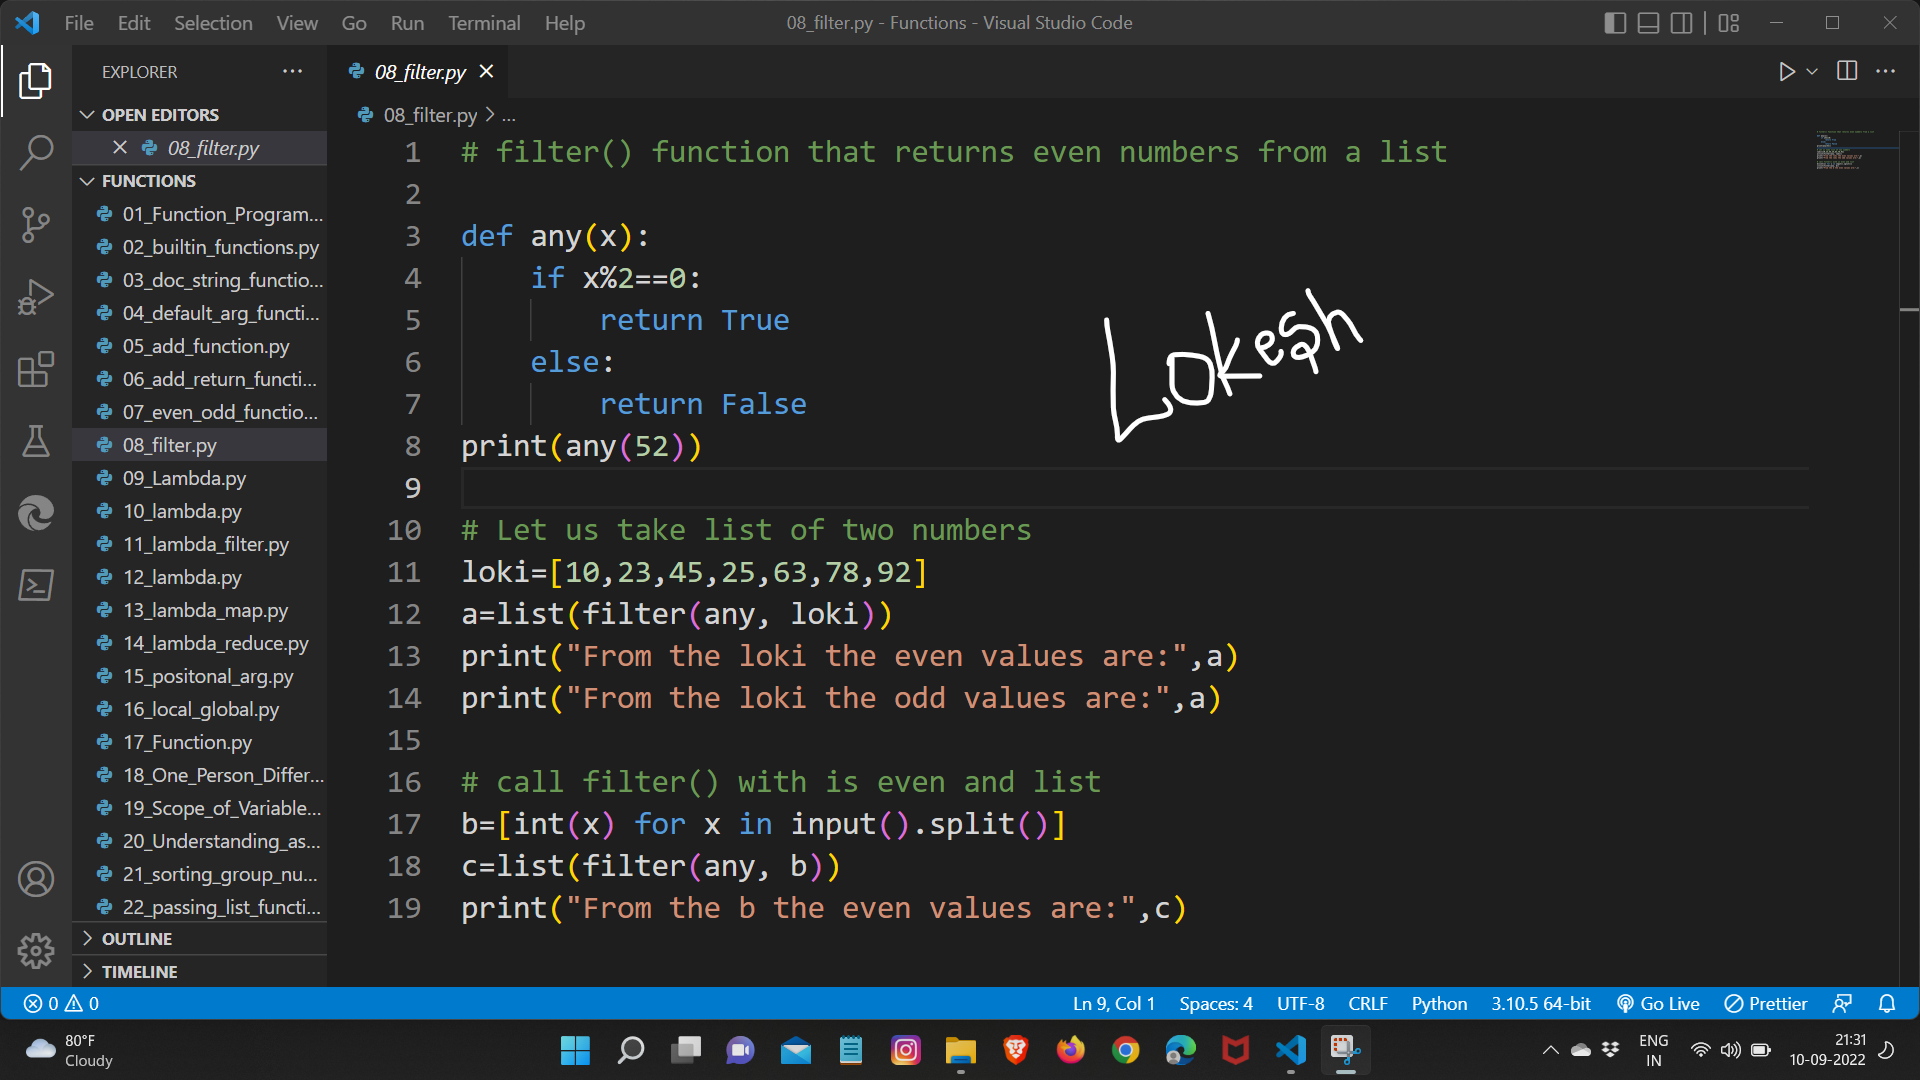 File Edit Selection View Go Run Terminal Help 08_filter.py - Functions - Visual Studio Code
EXPLORER ...
08_filter.py
OPEN EDITORS
08_filter.py
FUNCTIONS
01_Function_Program...
02_builtin_functions.py
03_doc_string_functio...
04_default_arg_functi...
05_add_function.py
06_add_return_functi...
07_even_odd_functio...
08_filter.py
09_Lambda.py
10_lambda.py
11_lambda_filter.py
12_lambda.py
13_lambda_map.py
14_lambda_reduce.py
15_positonal_arg.py
16_local_global.py
17_Function.py
18_One_Person_Differ...
19_Scope_of_Variable...
20_Understanding_as...
21_sorting_group_nu...
22_passing_list_functi...
OUTLINE
TIMELINE
08_filter.py > ...
1 # filter() function that returns even numbers from a list
2
3 def any(x):
4     if x%2==0:
5         return True
6     else:
7         return False
8 print(any(52))
9
10 # Let us take list of two numbers
11 loki=[10,23,45,25,63,78,92]
12 a=list(filter(any, loki))
13 print("From the loki the even values are:",a)
14 print("From the loki the odd values are:",a)
15
16 # call filter() with is even and list
17 b=[int(x) for x in input().split()]
18 c=list(filter(any, b))
19 print("From the b the even values are:",c)
Lokesh
0 0 Ln 9, Col 1 Spaces: 4 UTF-8 CRLF Python 3.10.5 64-bit Go Live Prettier
80°F
Cloudy
ENG
IN
21:31
10-09-2022